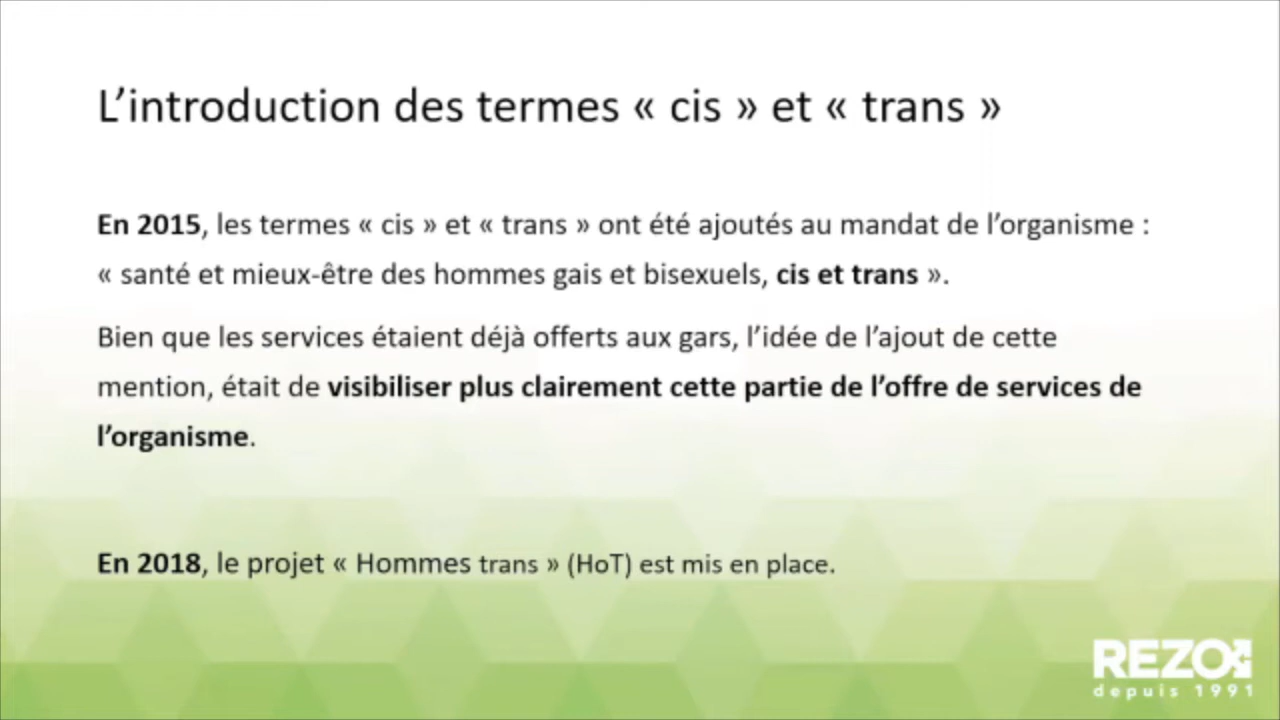 L’introduction des termes « cis » et « trans »
En 2015, les termes « cis » et « trans » ont été ajoutés au mandat de l’organisme :
« santé et mieux-être des hommes gais et bisexuels, cis et trans ».
Bien que les services étaient déjà offerts aux gars, l’idée de l’ajout de cette
mention, était de visibiliser plus clairement cette partie de l’offre de services de
l’organisme.
En 2018, le projet « Hommes trans » (HoT) est mis en place.
REZO
depuis 1991